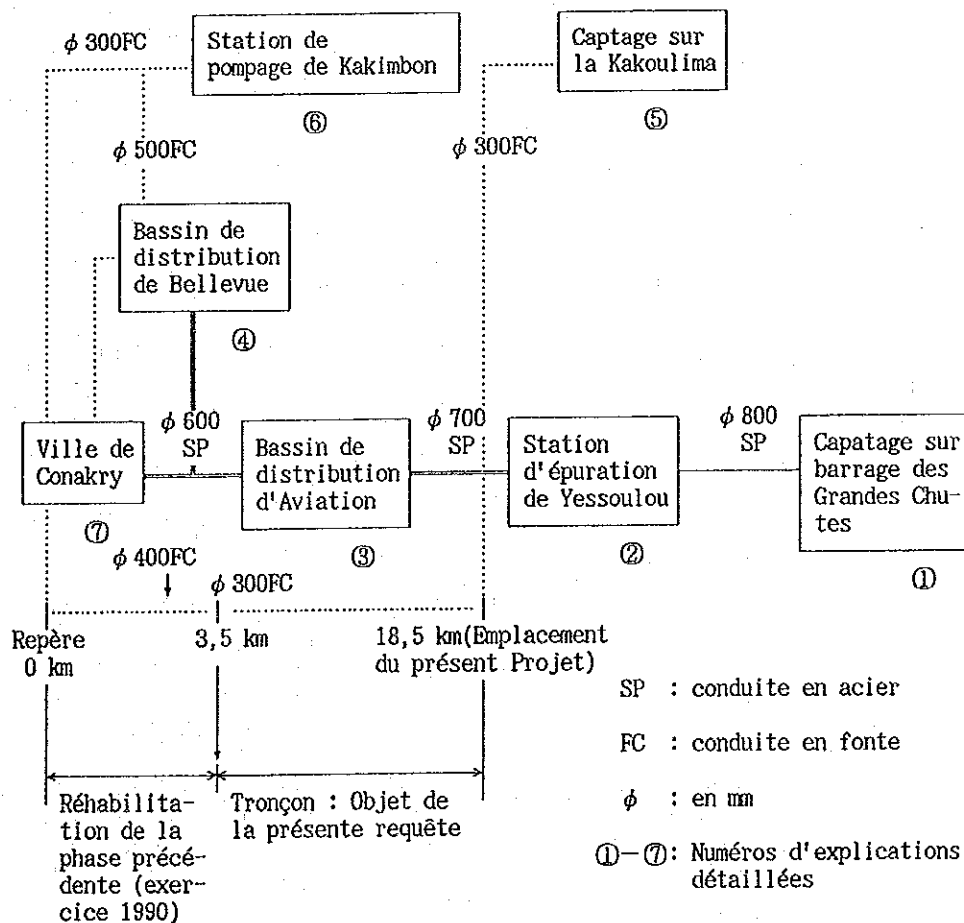 φ 300FC
Station de
pompage de Kakimbon
⑥
Captage sur
la Kakoulima
⑤
φ 500FC
φ 300FC
Bassin de
distribution
de Bellevue
④
Ville de
Conakry
⑦
φ 600
SP
Bassin de
distribution
d'Aviation
③
φ 700
SP
Station
d'épuration
de Yessoulou
②
φ 800
SP
Capatage sur
barrage des
Grandes Chu-
tes
①
φ 400FC
φ 300FC
Repère
0 km
3,5 km
18,5 km(Emplacement
du présent Projet)
Réhabilita-
tion de la
phase précé-
dente (exer-
cice 1990)
Tronçon : Objet de
la présente requête
SP : conduite en acier
FC : conduite en fonte
φ : en mm
①-⑦: Numéros d'explications
détaillées